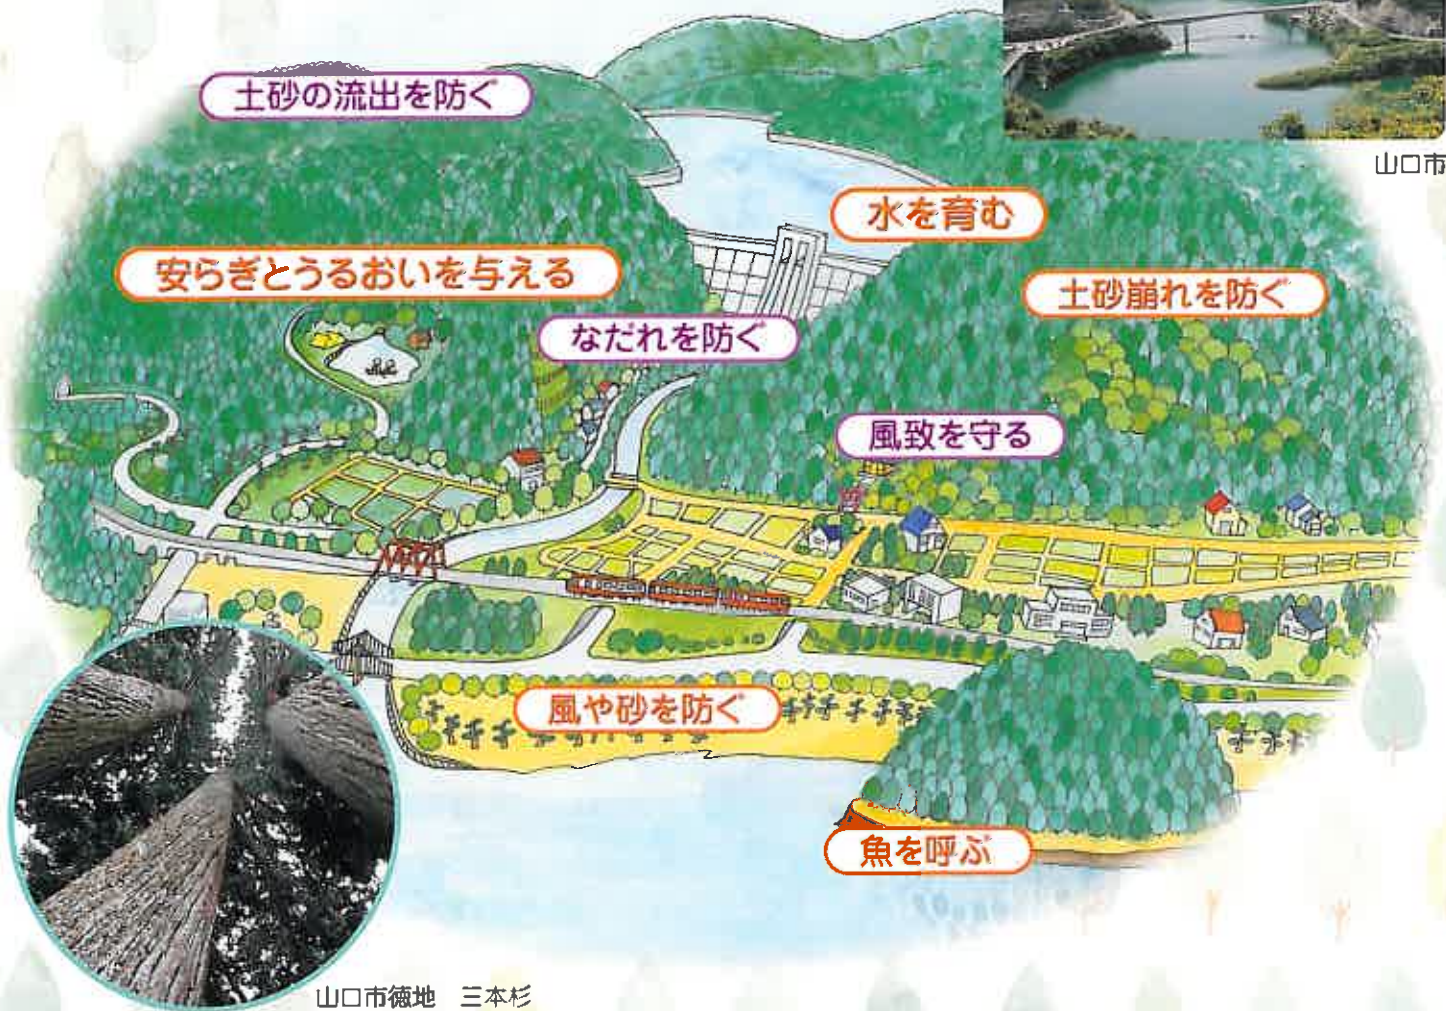 土砂の流出を防ぐ
山口市
水を育む
安らぎとうるおいを与える
土砂崩れを防ぐ
なだれを防ぐ
風致を守る
風や砂を防ぐ
魚を呼ぶ
山口市徳地 三本杉